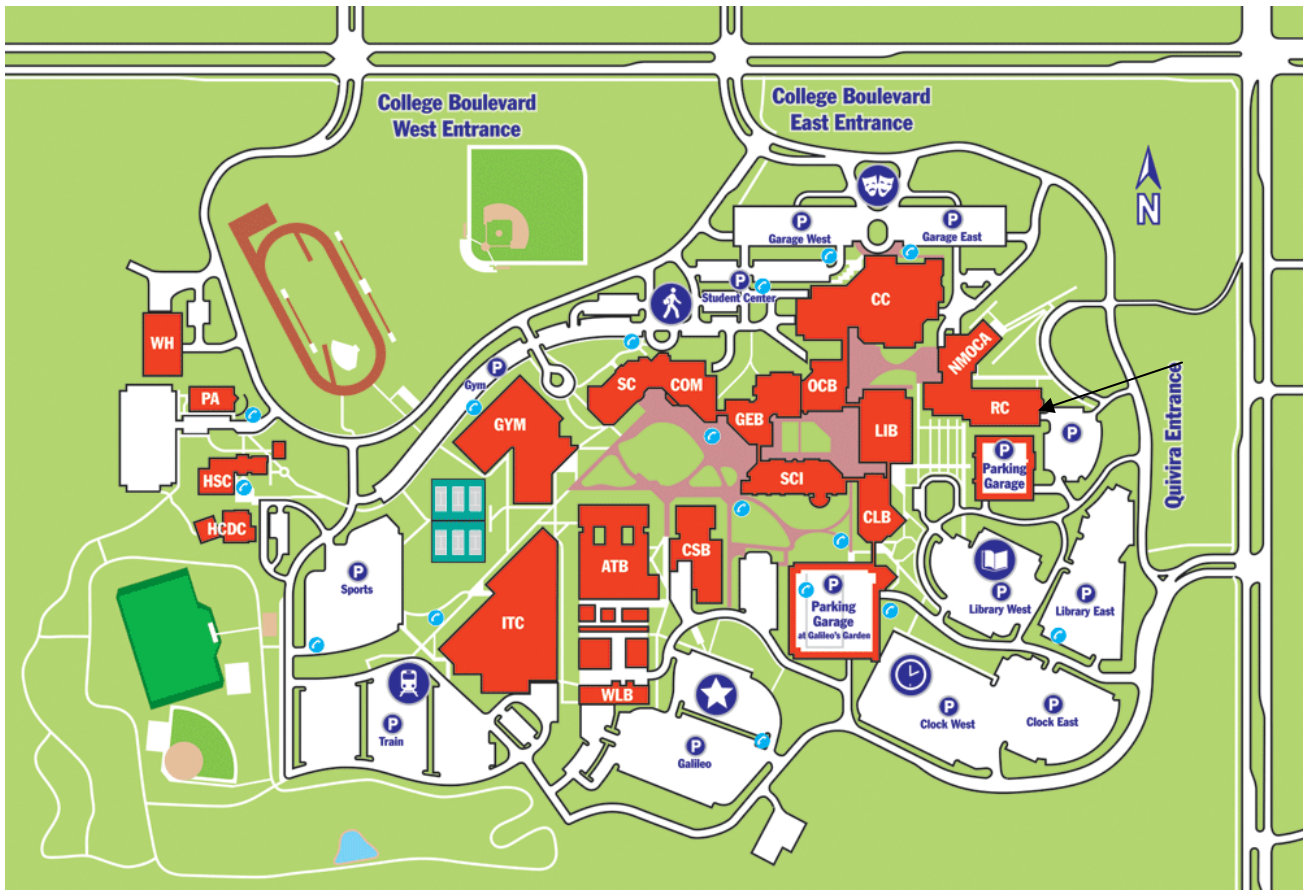 College Boulevard
West Entrance
College Boulevard
East Entrance
N
P
Garage West
P
Garage East
P
Student Center
CC
WH
NMOCA
P
Gym
SC
COM
OCB
PA
GEB
RC
Quivira Entrance
GYM
LIB
P
P
Parking
Garage
HSC
SCI
CLB
HCDC
CSB
ATB
P
Sports
P
Parking
Garage
at Galileo's Garden
P
Library West
P
Library East
ITC
WLB
P
Train
P
Clock West
P
Clock East
P
Galileo